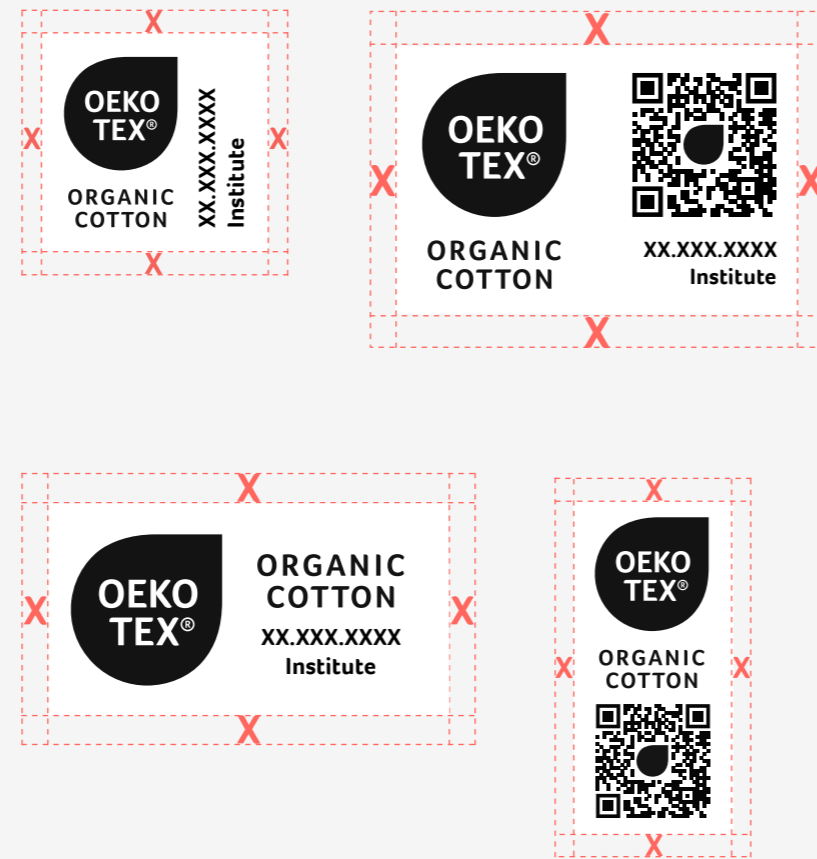 X
X
OEKO
TEX®
ORGANIC
COTTON
XX.XXX.XXXX
Institute
X
X
X
X
OEKO
TEX®
ORGANIC
COTTON
XX.XXX.XXXX
Institute
X
X
X
X
OEKO
TEX®
ORGANIC
COTTON
XX.XXX.XXXX
Institute
X
X
X
X
OEKO
TEX®
ORGANIC
COTTON
X
X